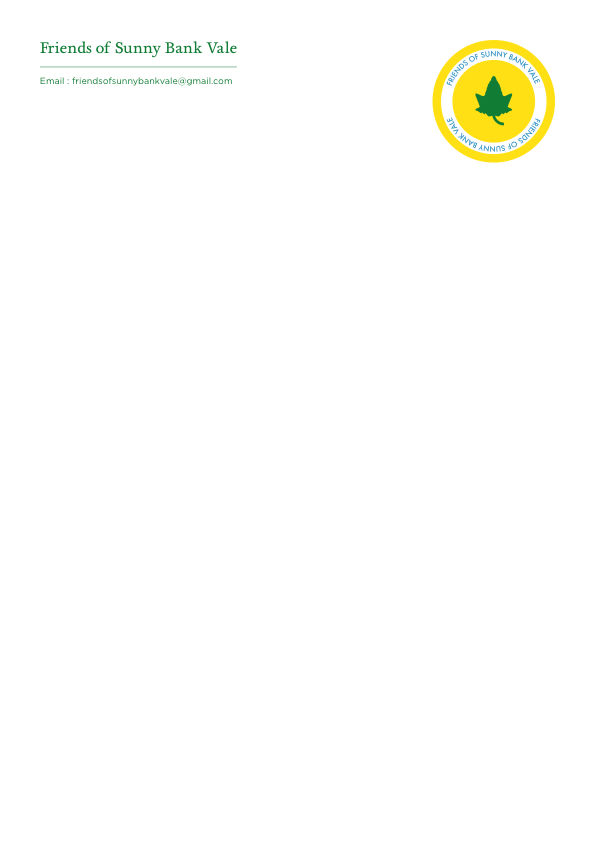 Friends of Sunny Bank Vale
Email : friendsofsunnybankvale@gmail.com
FRIENDS OF SUNNY BANK VALE
FRIENDS OF SUNNY BANK VALE